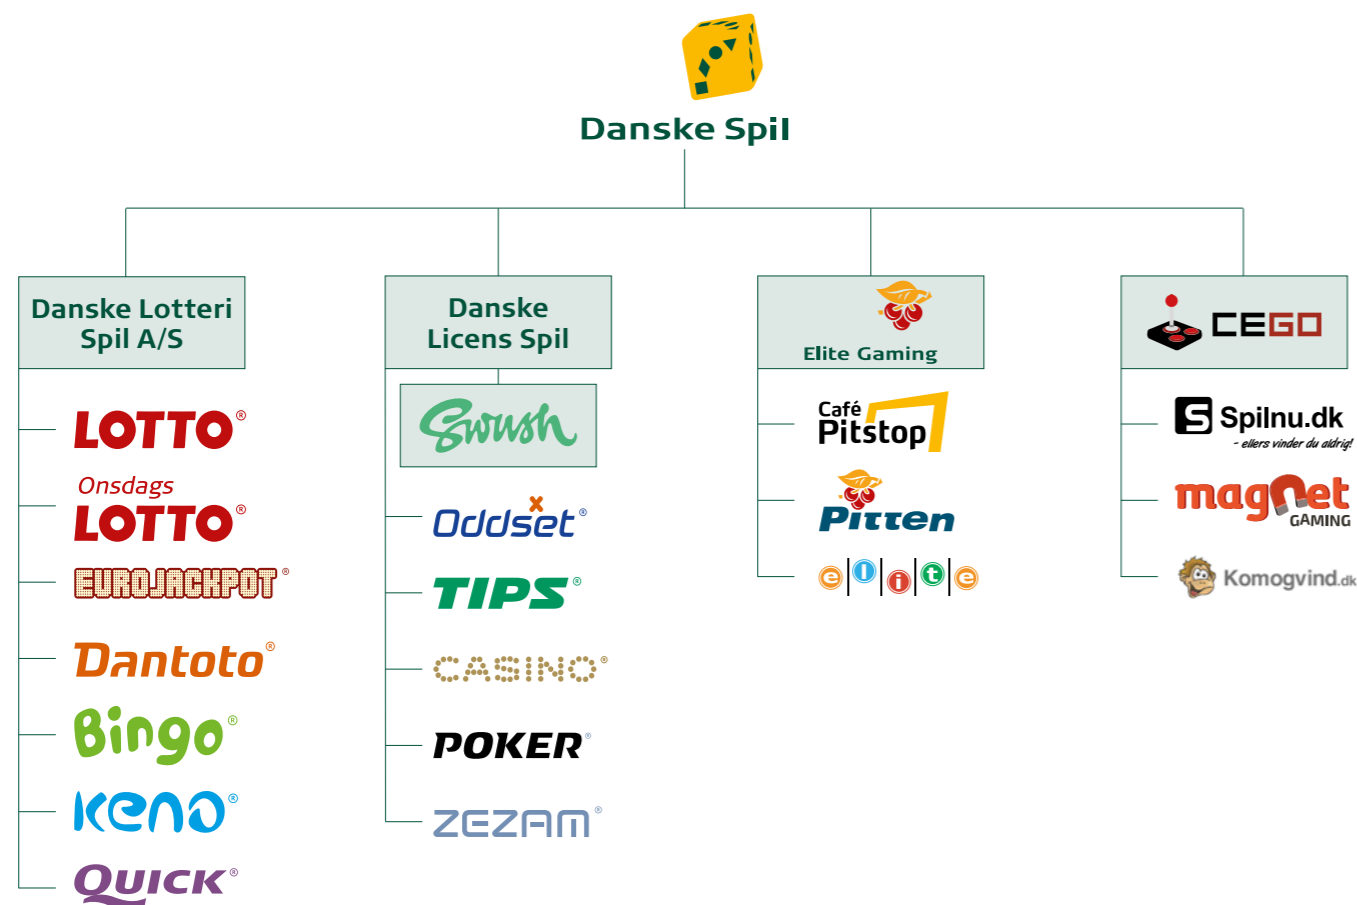 Danske Spil
Danske Lotteri
Spil A/S
LOTTO®
Onsdags
LOTTO®
EUROJACKPOT®
Dantoto®
Bingo®
Keno®
QUICK®
Danske
Licens Spil
Swush
Oddset®
TIPS®
CASINO®
POKER®
ZEZAM®
Elite Gaming
Café
Pitstop
Pitten
elite
CEGO
S Spilnu.dk
- ellers vinder du aldrig!
magnet
GAMING
Komogvind.dk